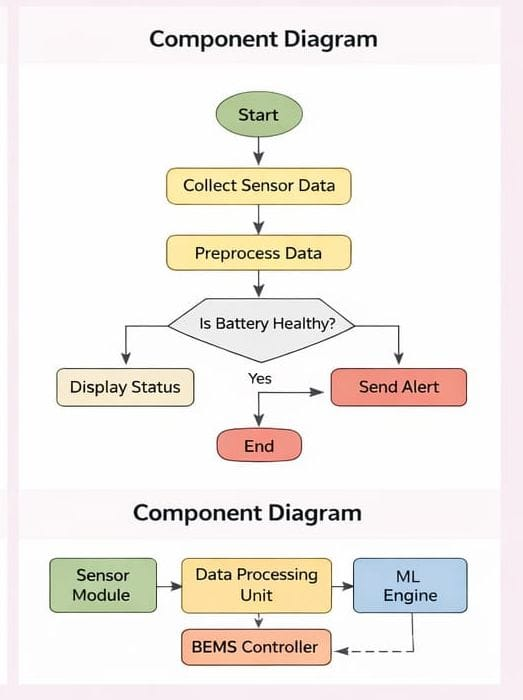 Component Diagram
Start
Collect Sensor Data
Preprocess Data
Is Battery Healthy?
Display Status
Yes
Send Alert
End
Component Diagram
Sensor
Module
Data Processing
Unit
ML
Engine
BEMS Controller